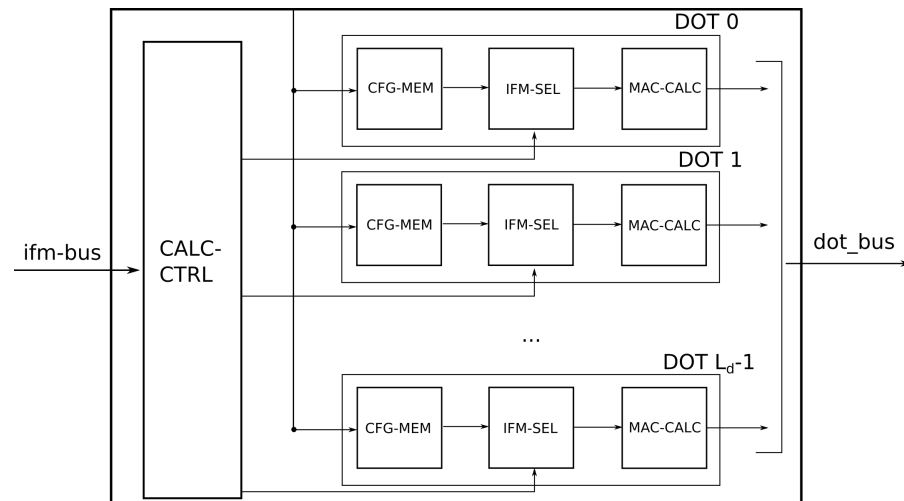 DOT 0
CFG-MEM
IFM-SEL
MAC-CALC
DOT 1
CFG-MEM
IFM-SEL
MAC-CALC
ifm-bus
CALC-
CTRL
dot_bus
...
DOT Ld-1
CFG-MEM
IFM-SEL
MAC-CALC